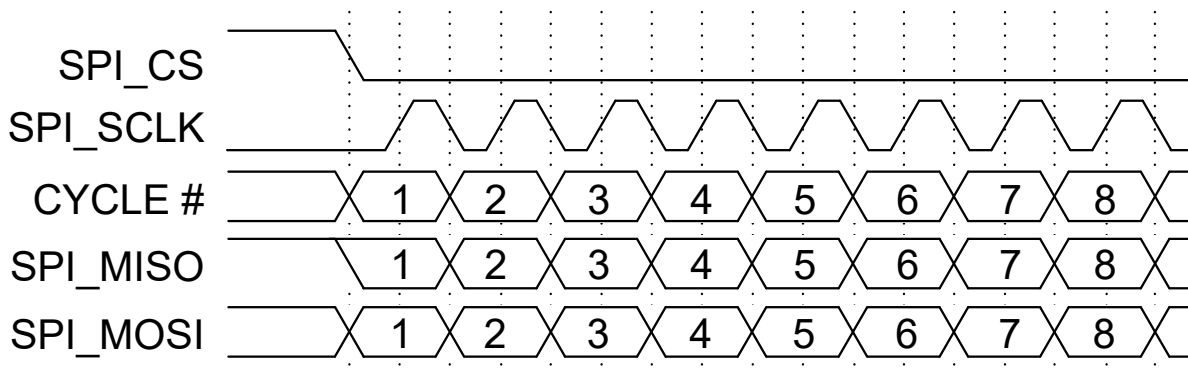 SPI_CS
SPI_SCLK
CYCLE # 1 2 3 4 5 6 7 8
SPI_MISO 1 2 3 4 5 6 7 8
SPI_MOSI 1 2 3 4 5 6 7 8